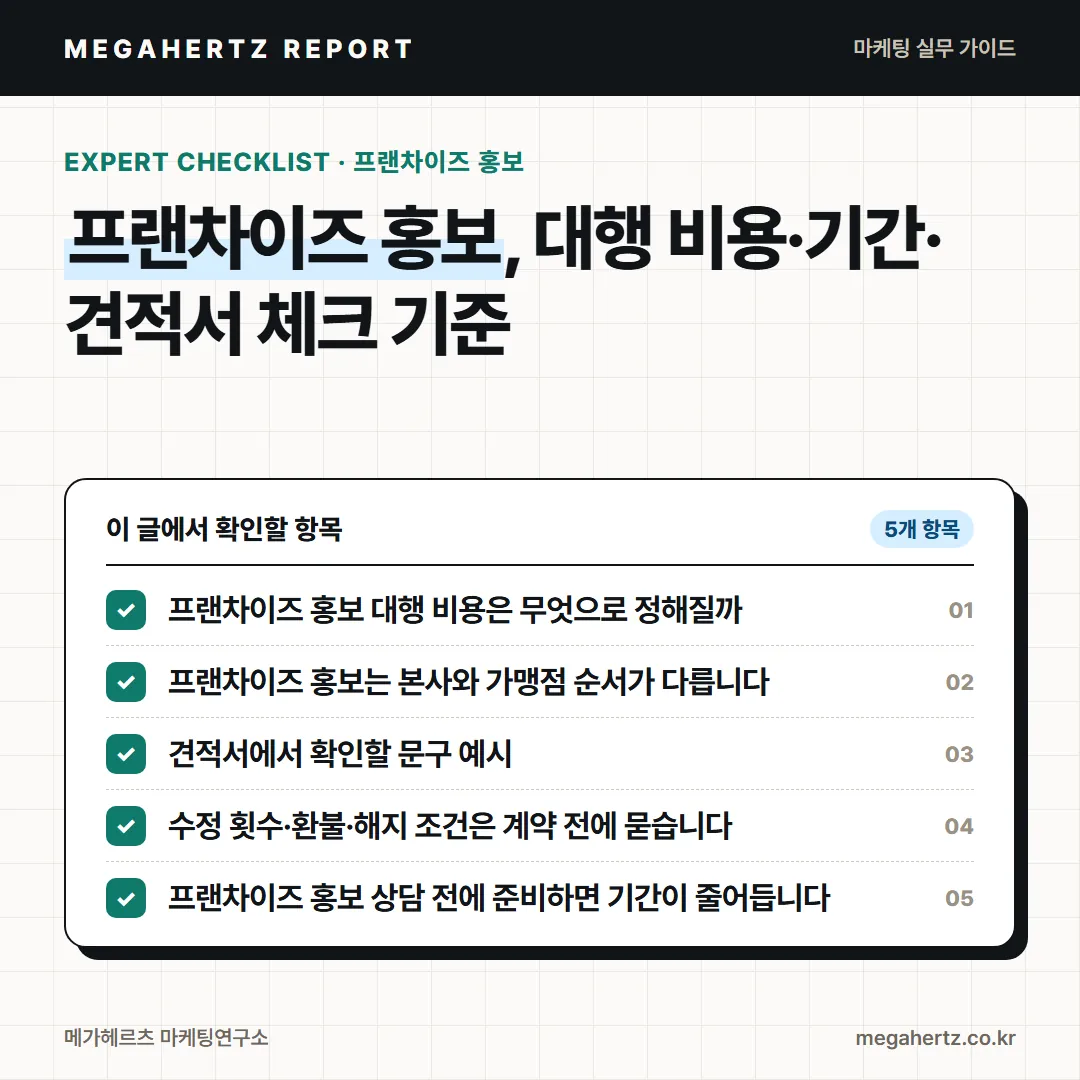 MEGAHERTZ REPORT
마케팅 실무 가이드
EXPERT CHECKLIST · 프랜차이즈 홍보
프랜차이즈 홍보, 대행 비용·기간·
견적서 체크 기준
이 글에서 확인할 항목
5개 항목
프랜차이즈 홍보 대행 비용은 무엇으로 정해질까 01
프랜차이즈 홍보는 본사와 가맹점 순서가 다릅니다 02
견적서에서 확인할 문구 예시 03
수정 횟수·환불·해지 조건은 계약 전에 묻습니다 04
프랜차이즈 홍보 상담 전에 준비하면 기간이 줄어듭니다 05
메가헤르츠 마케팅연구소
megahertz.co.kr